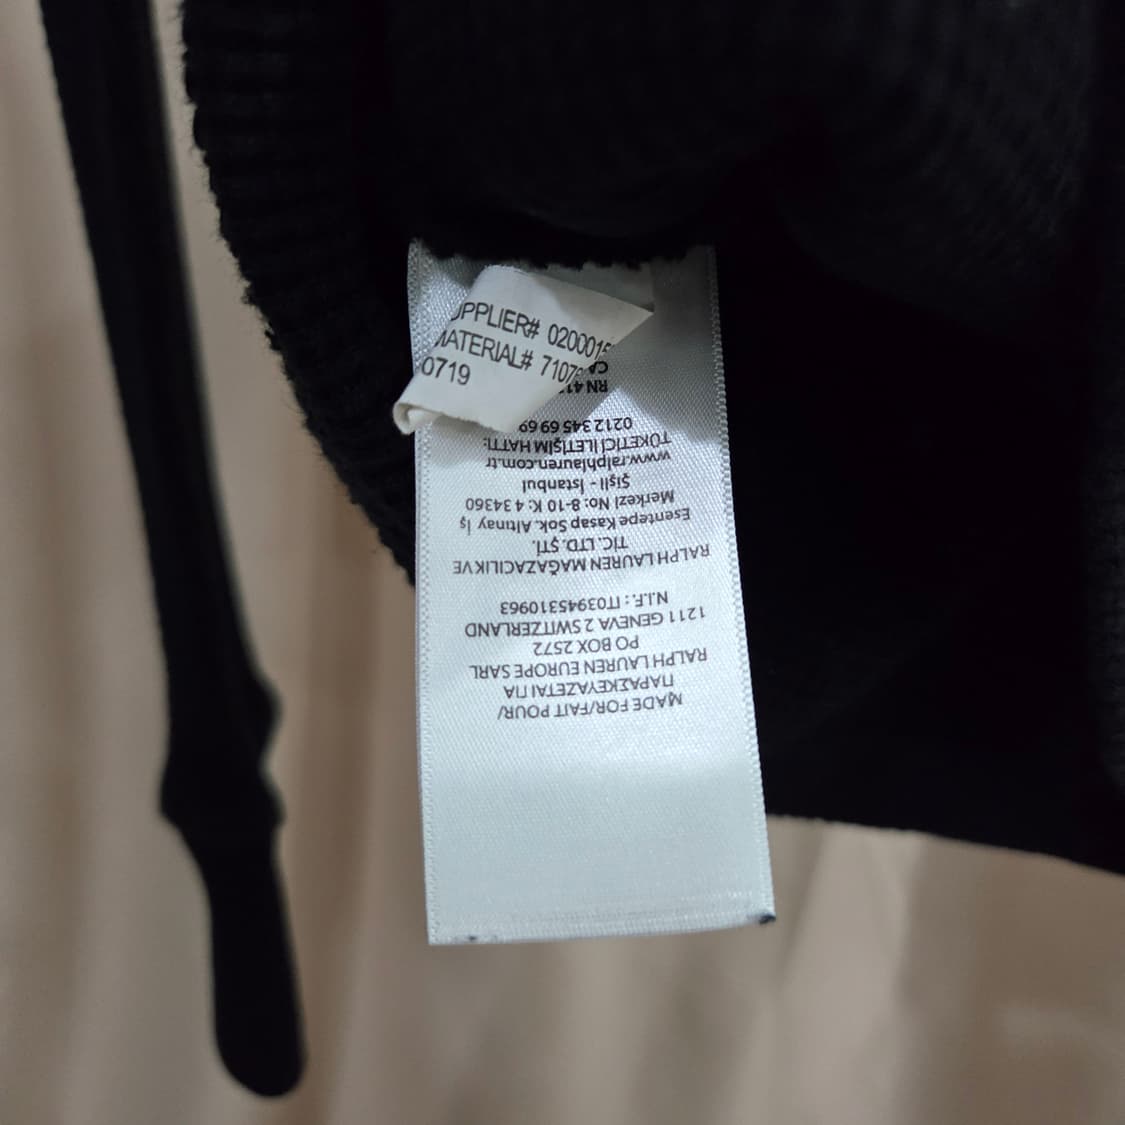 SUPPLIER# 020001
MATERIAL# 7107
0719
MADE FOR/FAIT POUR/
ΠΑΡΑΣΚΕΥΑΖΕΤΑΙ ΓΙΑ
RALPH LAUREN EUROPE SARL
PO BOX 2572
1211 GENEVA 2 SWITZERLAND
N.I.F.: IT03945310963
RALPH LAUREN MAĞAZACILIK VE
TİC. LTD. ŞTİ.
Esentepe Kasap Sok. Altınay İş
Merkezi No: 8-10 K: 4 34360
Şişli - İstanbul
www.ralphlauren.com.tr
TÜKETİCİ İLETİŞİM HATTI:
0212 345 69 69
RN 41
CA